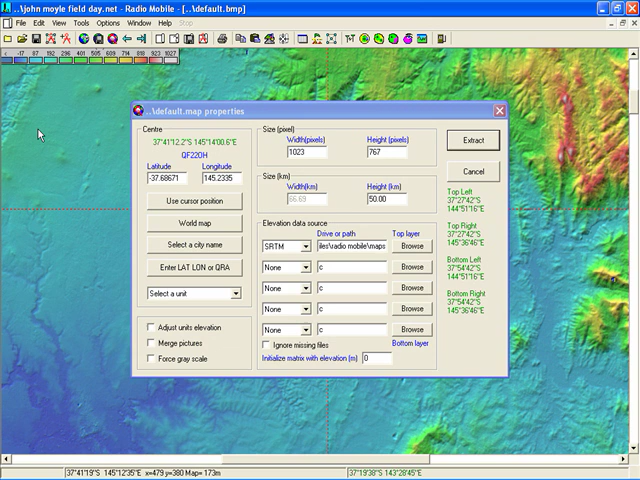 ..\john moyle field day.net - Radio Mobile - [..\default.bmp]
File Edit View Tools Options Window Help Stop
< -17 87 192 296 401 505 609 714 818 923 1027
..\default.map properties
Centre
37°41'12.2"S 145°14'00.6"E
QF22OH
Latitude Longitude
-37.68671 145.2335
Use cursor position
World map
Select a city name
Enter LAT LON or QRA
Select a unit
Adjust units elevation
Merge pictures
Force gray scale
Size (pixel)
Width(pixels) Height (pixels)
1023 767
Size (km)
Width(km) Height (km)
66.69 50.00
Elevation data source
Drive or path Top layer
SRTM iles\radio mobile\maps Browse
None c Browse
None c Browse
None c Browse
None c Browse
Ignore missing files Bottom layer
Initialize matrix with elevation (m) 0
Extract
Cancel
Top Left
37°27'42"S
144°51'16"E
Top Right
37°27'42"S
145°36'46"E
Bottom Left
37°54'42"S
144°51'16"E
Bottom Right
37°54'42"S
145°36'46"E
37°41'19"S 145°12'35"E x=479 y=380 Map= 173m
37°19'38"S 143°28'45"E